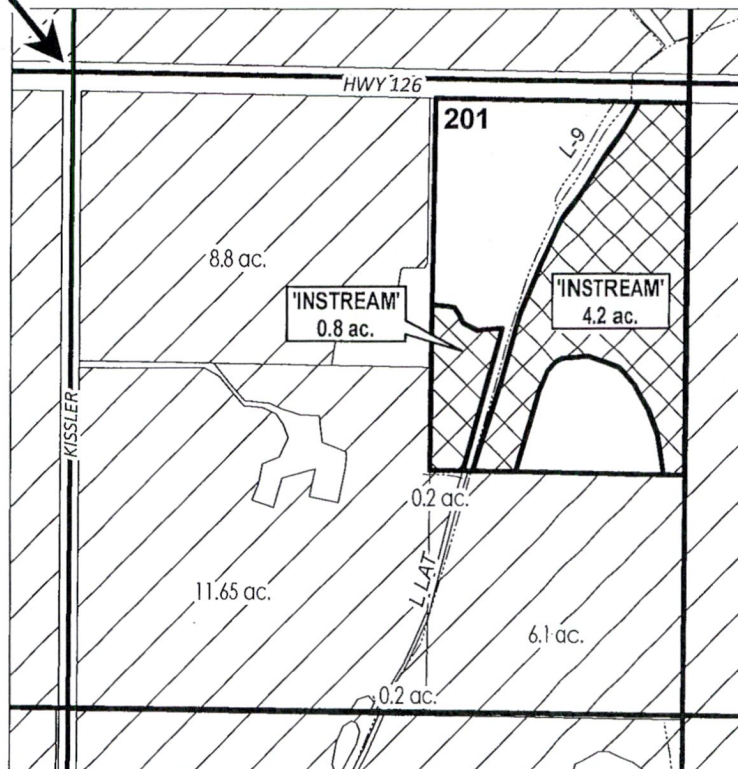 HWY 126
201
L-9
8.8 ac.
'INSTREAM'
0.8 ac.
'INSTREAM'
4.2 ac.
KISSLER
0.2 ac.
L LAT
11.65 ac.
6.1 ac.
0.2 ac.